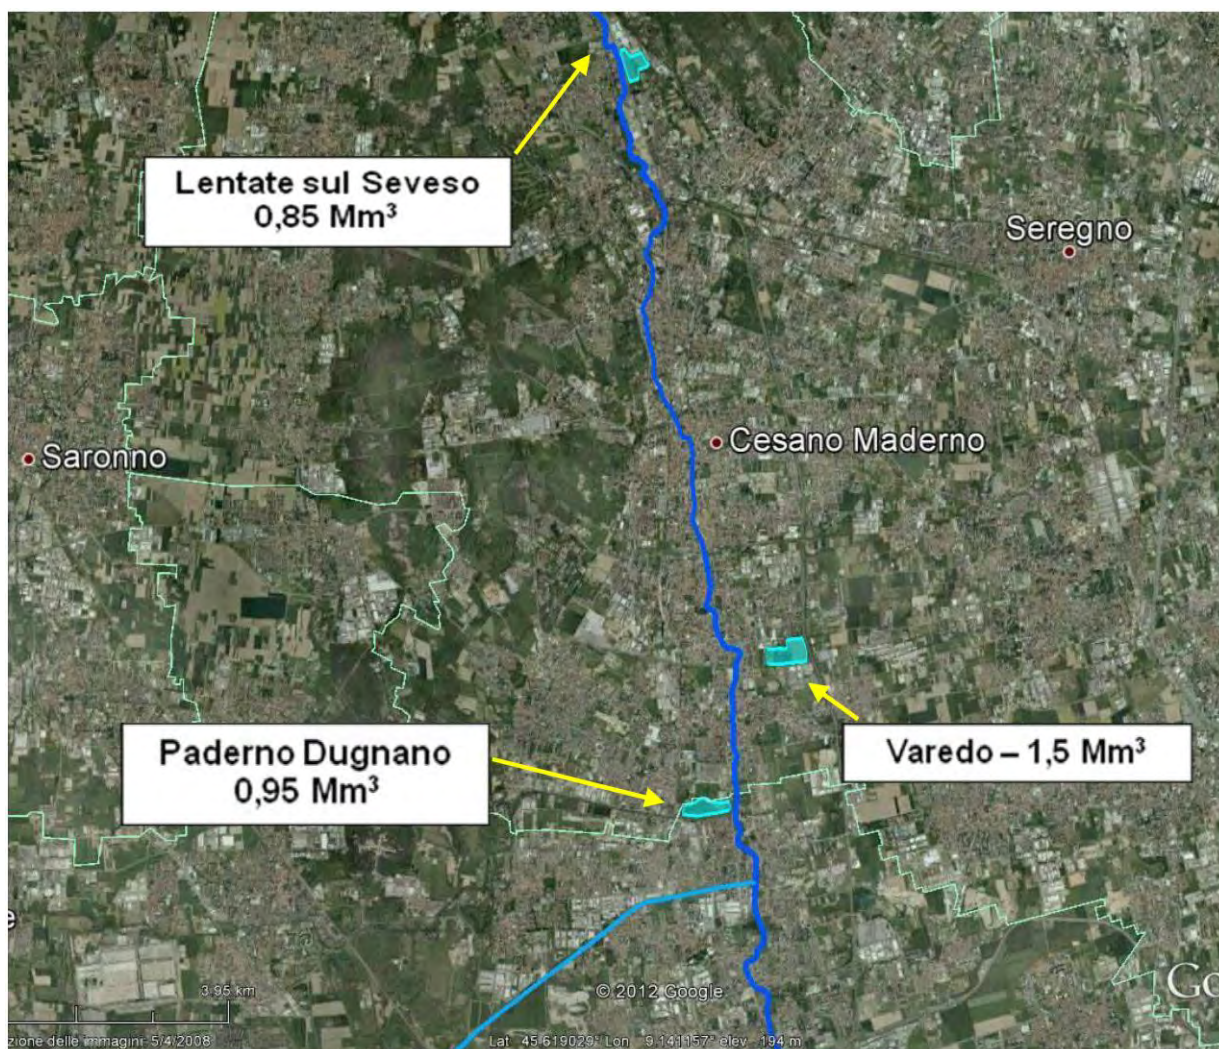 Lentate sul Seveso
0,85 Mm³
Seregno
Cesano Maderno
Saronno
Paderno Dugnano
0,95 Mm³
Varedo – 1,5 Mm³
e
3.95 km
© 2012 Google
Go
zione delle immagini: 5/4/2008
Lat 45.619029° Lon 9.141157° elev 194 m